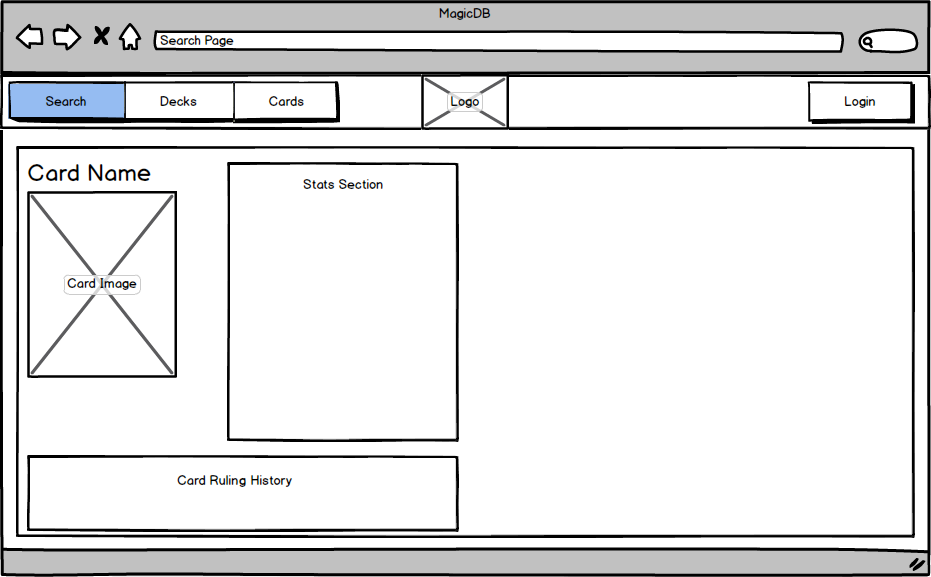 MagicDB
Search Page
Search
Decks
Cards
Logo
Login
Card Name
Stats Section
Card Image
Card Ruling History